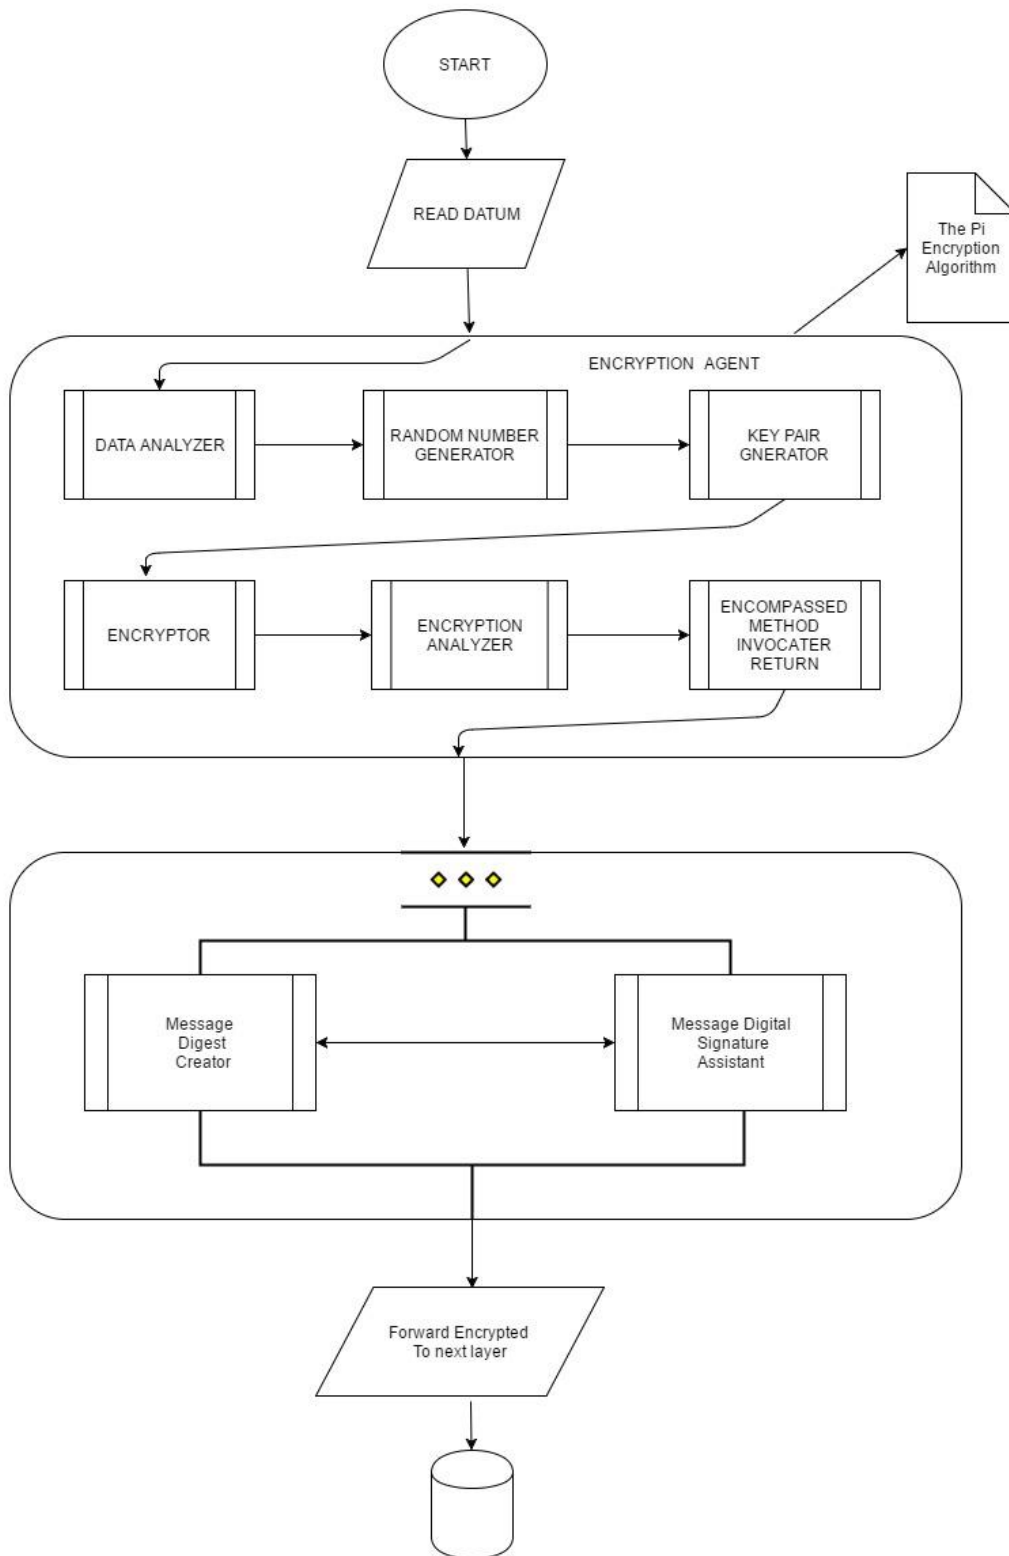 START
READ DATUM
The Pi
Encryption
Algorithm
ENCRYPTION AGENT
DATA ANALYZER
RANDOM NUMBER
GENERATOR
KEY PAIR
GNERATOR
ENCRYPTOR
ENCRYPTION
ANALYZER
ENCOMPASSED
METHOD
INVOCATER
RETURN
Message
Digest
Creator
Message Digital
Signature
Assistant
Forward Encrypted
To next layer